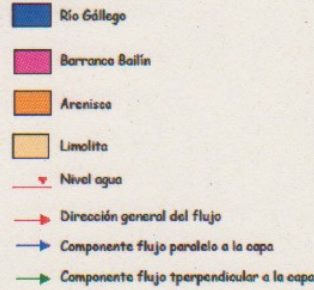 Río Gállego
Barranco Bailín
Arenisca
Limolita
Nivel agua
Dirección general del flujo
Componente flujo paralelo a la capa
Componente flujo tperpendicular a la capa